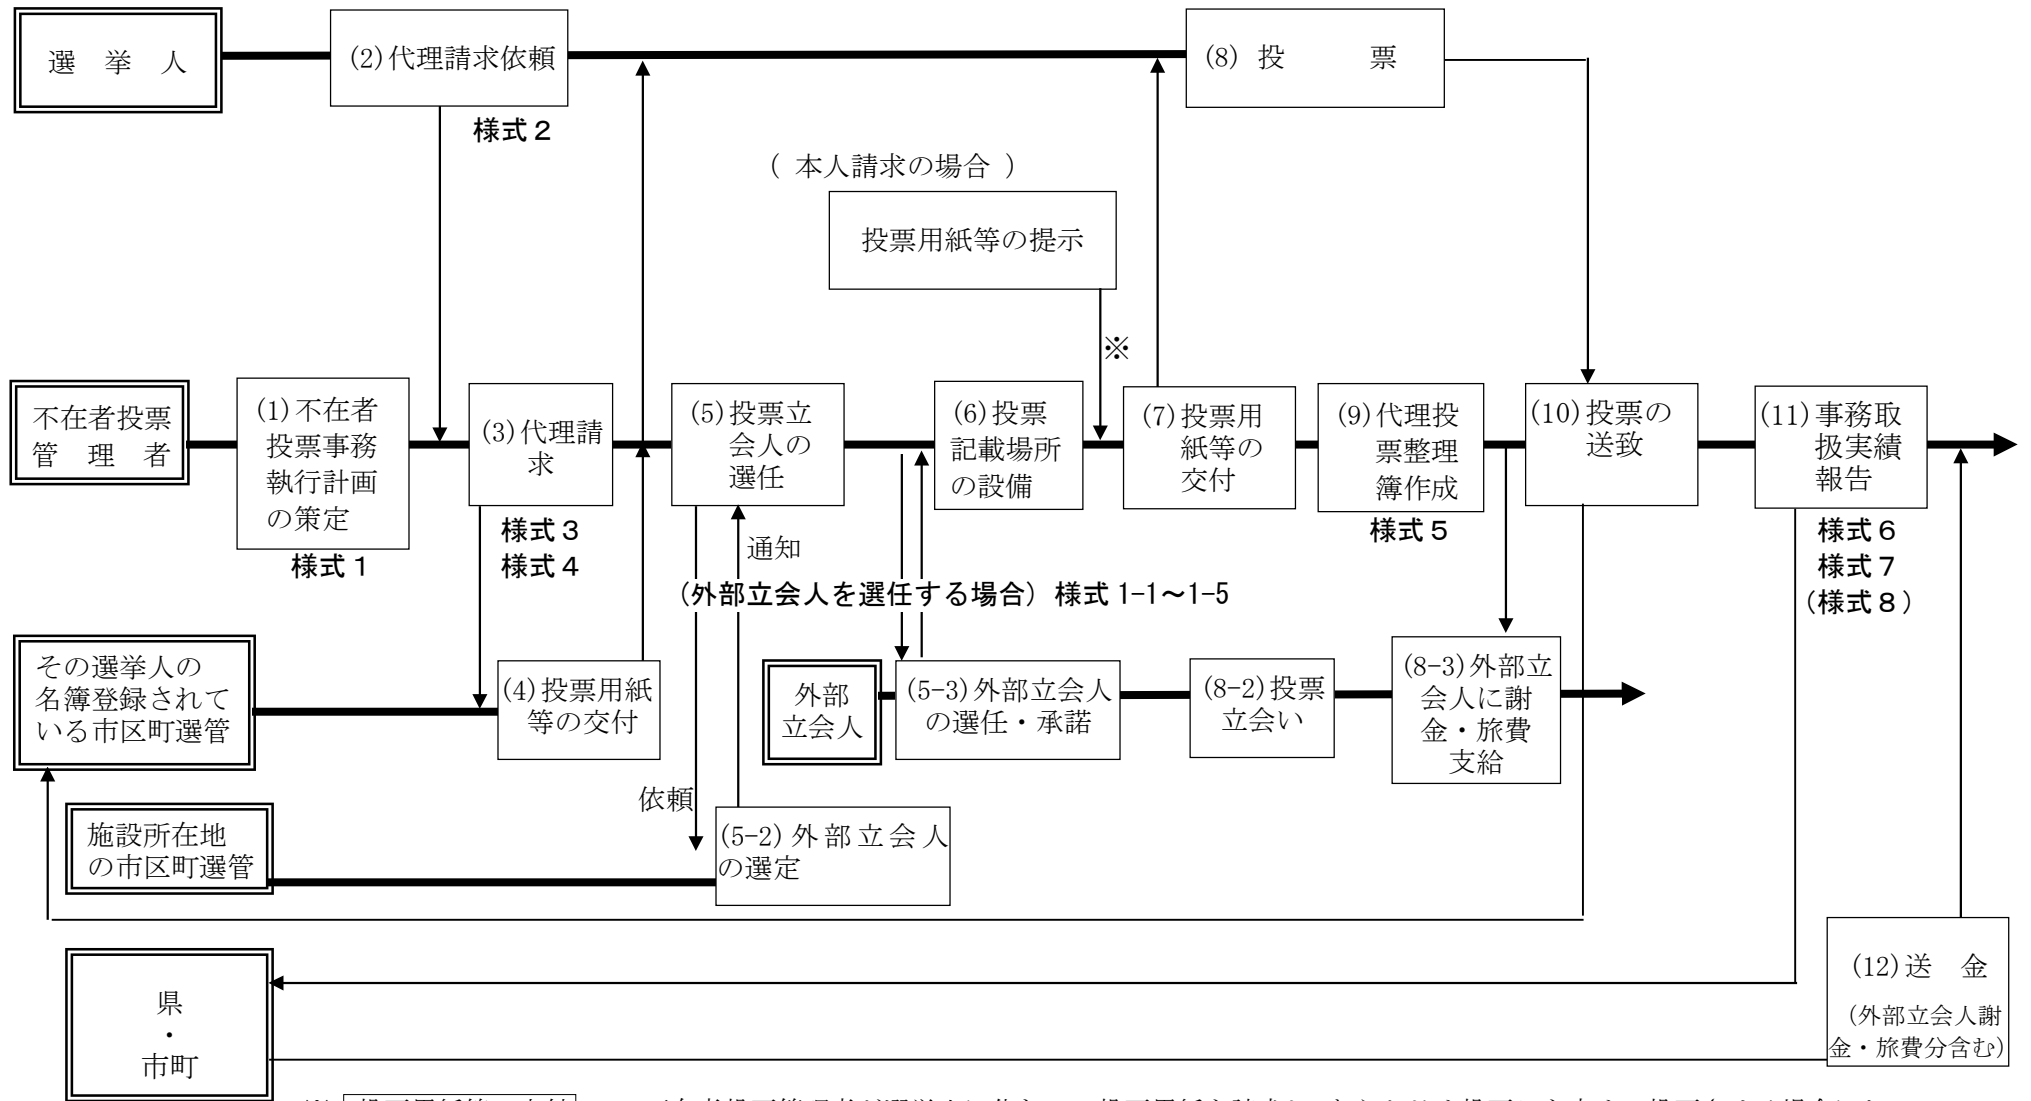 選　挙　人
(2)代理請求依頼
(8) 投　　　票
様式２
( 本人請求の場合 )
投票用紙等の提示
※
不在者投票
管　理　者
(1)不在者
投票事務
執行計画
の策定
様式１
(3)代理請
求
様式３
様式４
(5)投票立
会人の
選任
(6)投票
記載場所
の設備
(7)投票用
紙等の
交付
(9)代理投
票整理
簿作成
様式５
(10)投票の
送致
(11)事務取
扱実績
報告
様式６
様式７
(様式８)
通知
(外部立会人を選任する場合) 様式 1-1～1-5
その選挙人の
名簿登録されて
いる市区町選管
(4)投票用紙
等の交付
外部
立会人
(5-3)外部立会人
の選任・承諾
(8-2)投票
立会い
(8-3)外部立
会人に謝
金・旅費
支給
依頼
施設所在地
の市区町選管
(5-2)外部立会人
の選定
県
・
市町
(12)送　金
(外部立会人謝
金・旅費分含む)